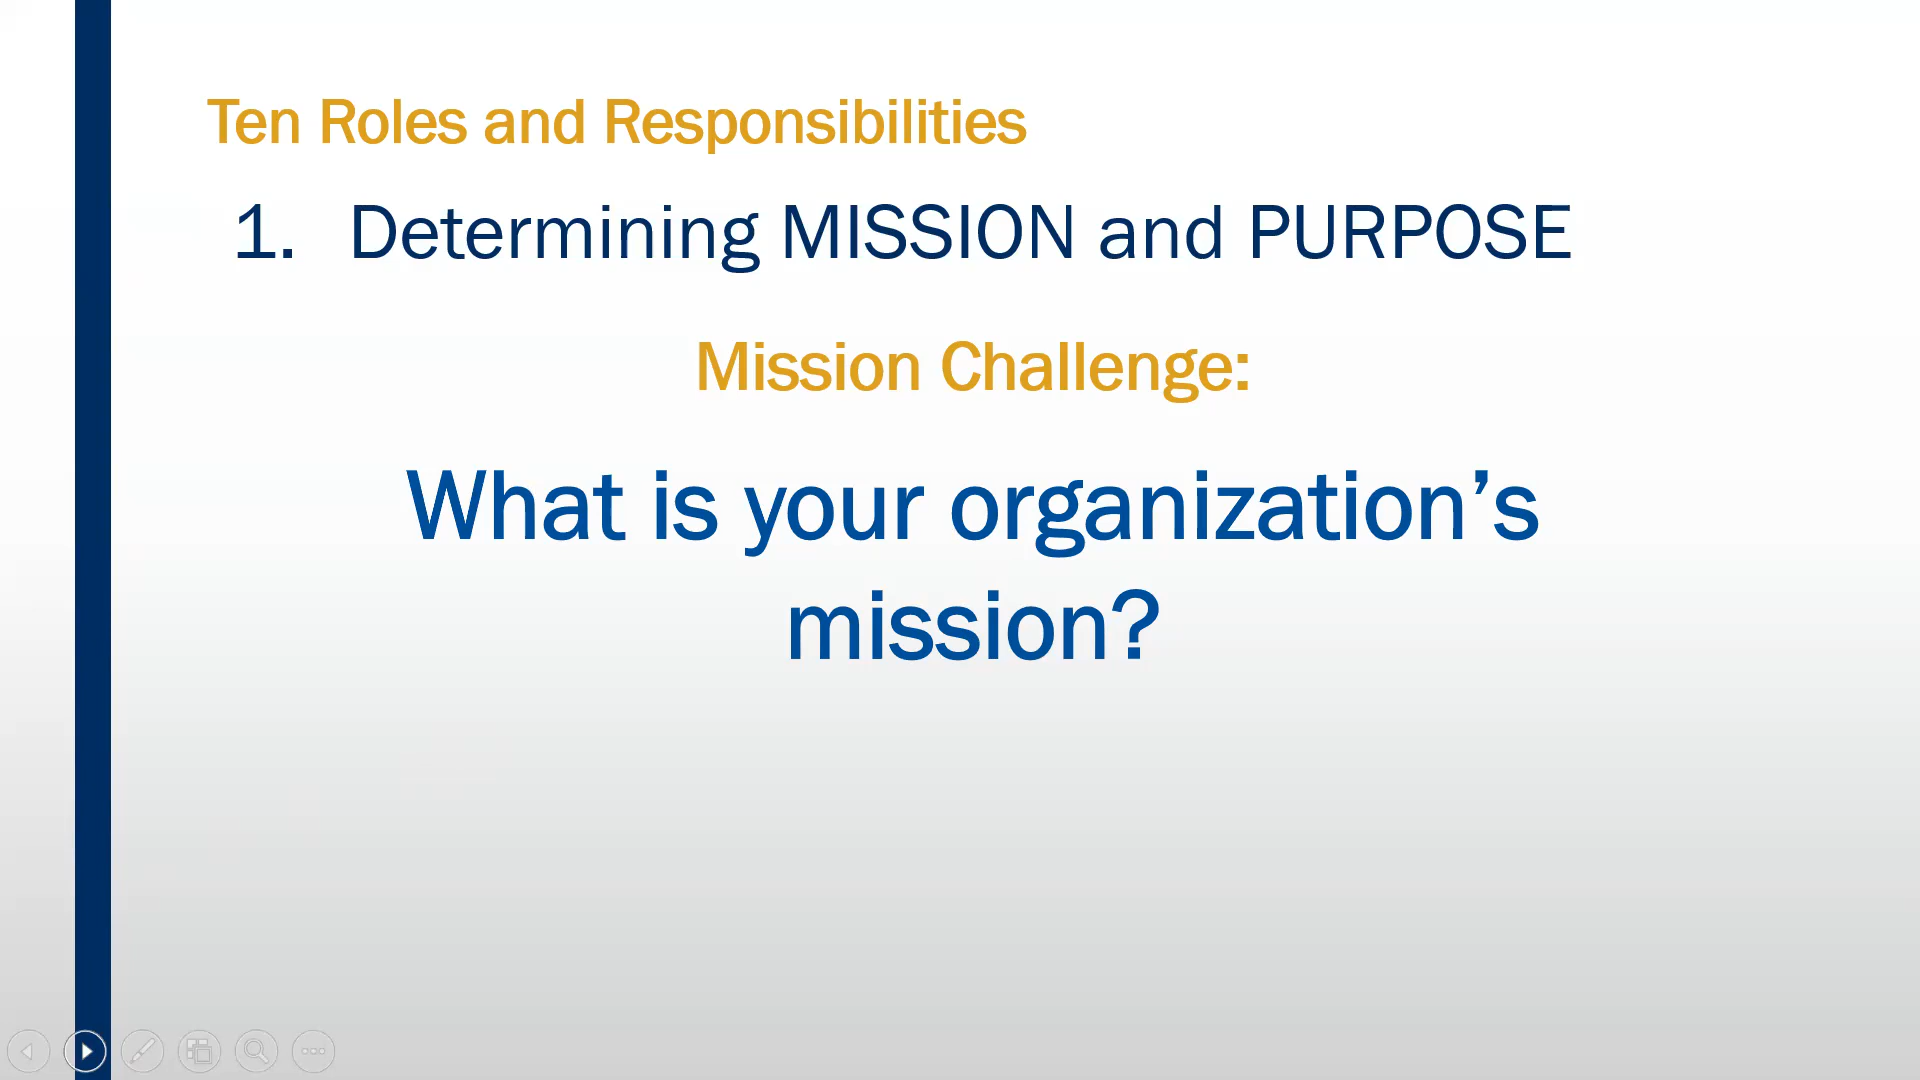 Ten Roles and Responsibilities
1. Determining MISSION and PURPOSE
Mission Challenge:
What is your organization’s
mission?